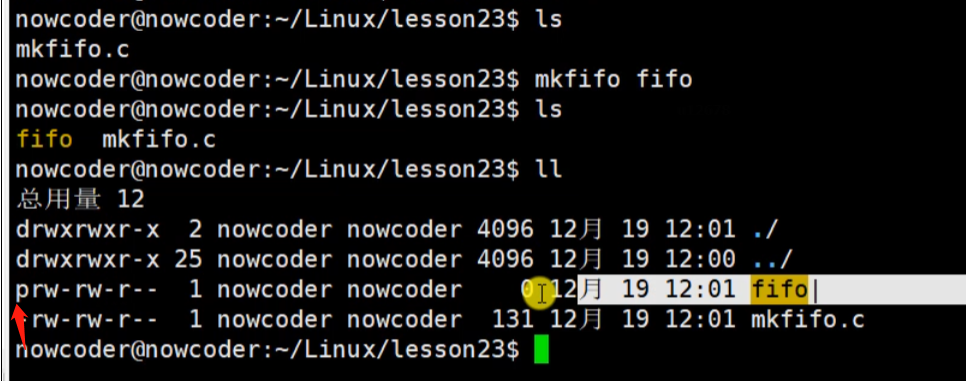 nowcoder@nowcoder:~/Linux/lesson23$ ls
mkfifo.c
nowcoder@nowcoder:~/Linux/lesson23$ mkfifo fifo
nowcoder@nowcoder:~/Linux/lesson23$ ls
fifo  mkfifo.c
nowcoder@nowcoder:~/Linux/lesson23$ ll
总用量 12
drwxrwxr-x  2 nowcoder nowcoder 4096 12月 19 12:01 ./
drwxrwxr-x 25 nowcoder nowcoder 4096 12月 19 12:00 ../
prw-rw-r--  1 nowcoder nowcoder    0 12月 19 12:01 fifo|
-rw-rw-r--  1 nowcoder nowcoder  131 12月 19 12:01 mkfifo.c
nowcoder@nowcoder:~/Linux/lesson23$